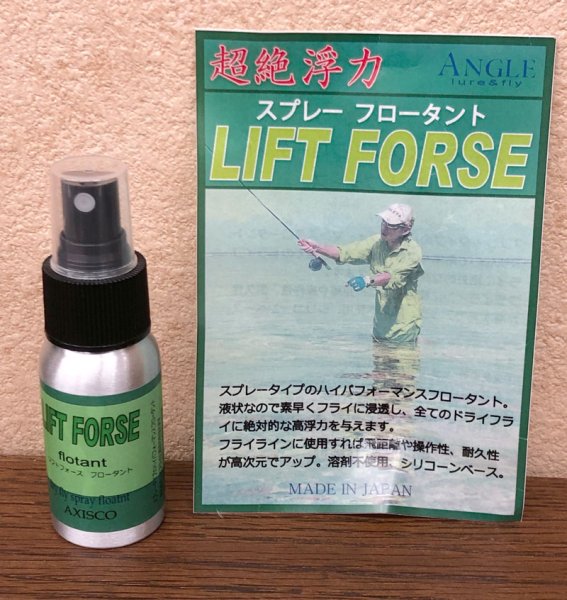 超絶浮力
ANGLE
lure & fly
スプレー フロータント
LIFT FORSE
スプレータイプのハイパフォーマンスフロータント。
液状なので素早くフライに浸透し、全てのドライフラ
イに絶対的な高浮力を与えます。
フライラインに使用すれば飛距離や操作性、耐久性
が高次元でアップ。溶剤不使用、シリコーンベース。
MADE IN JAPAN
LIFT FORSE
flotant
フォース フロータント
by spray floatnt
AXISCO